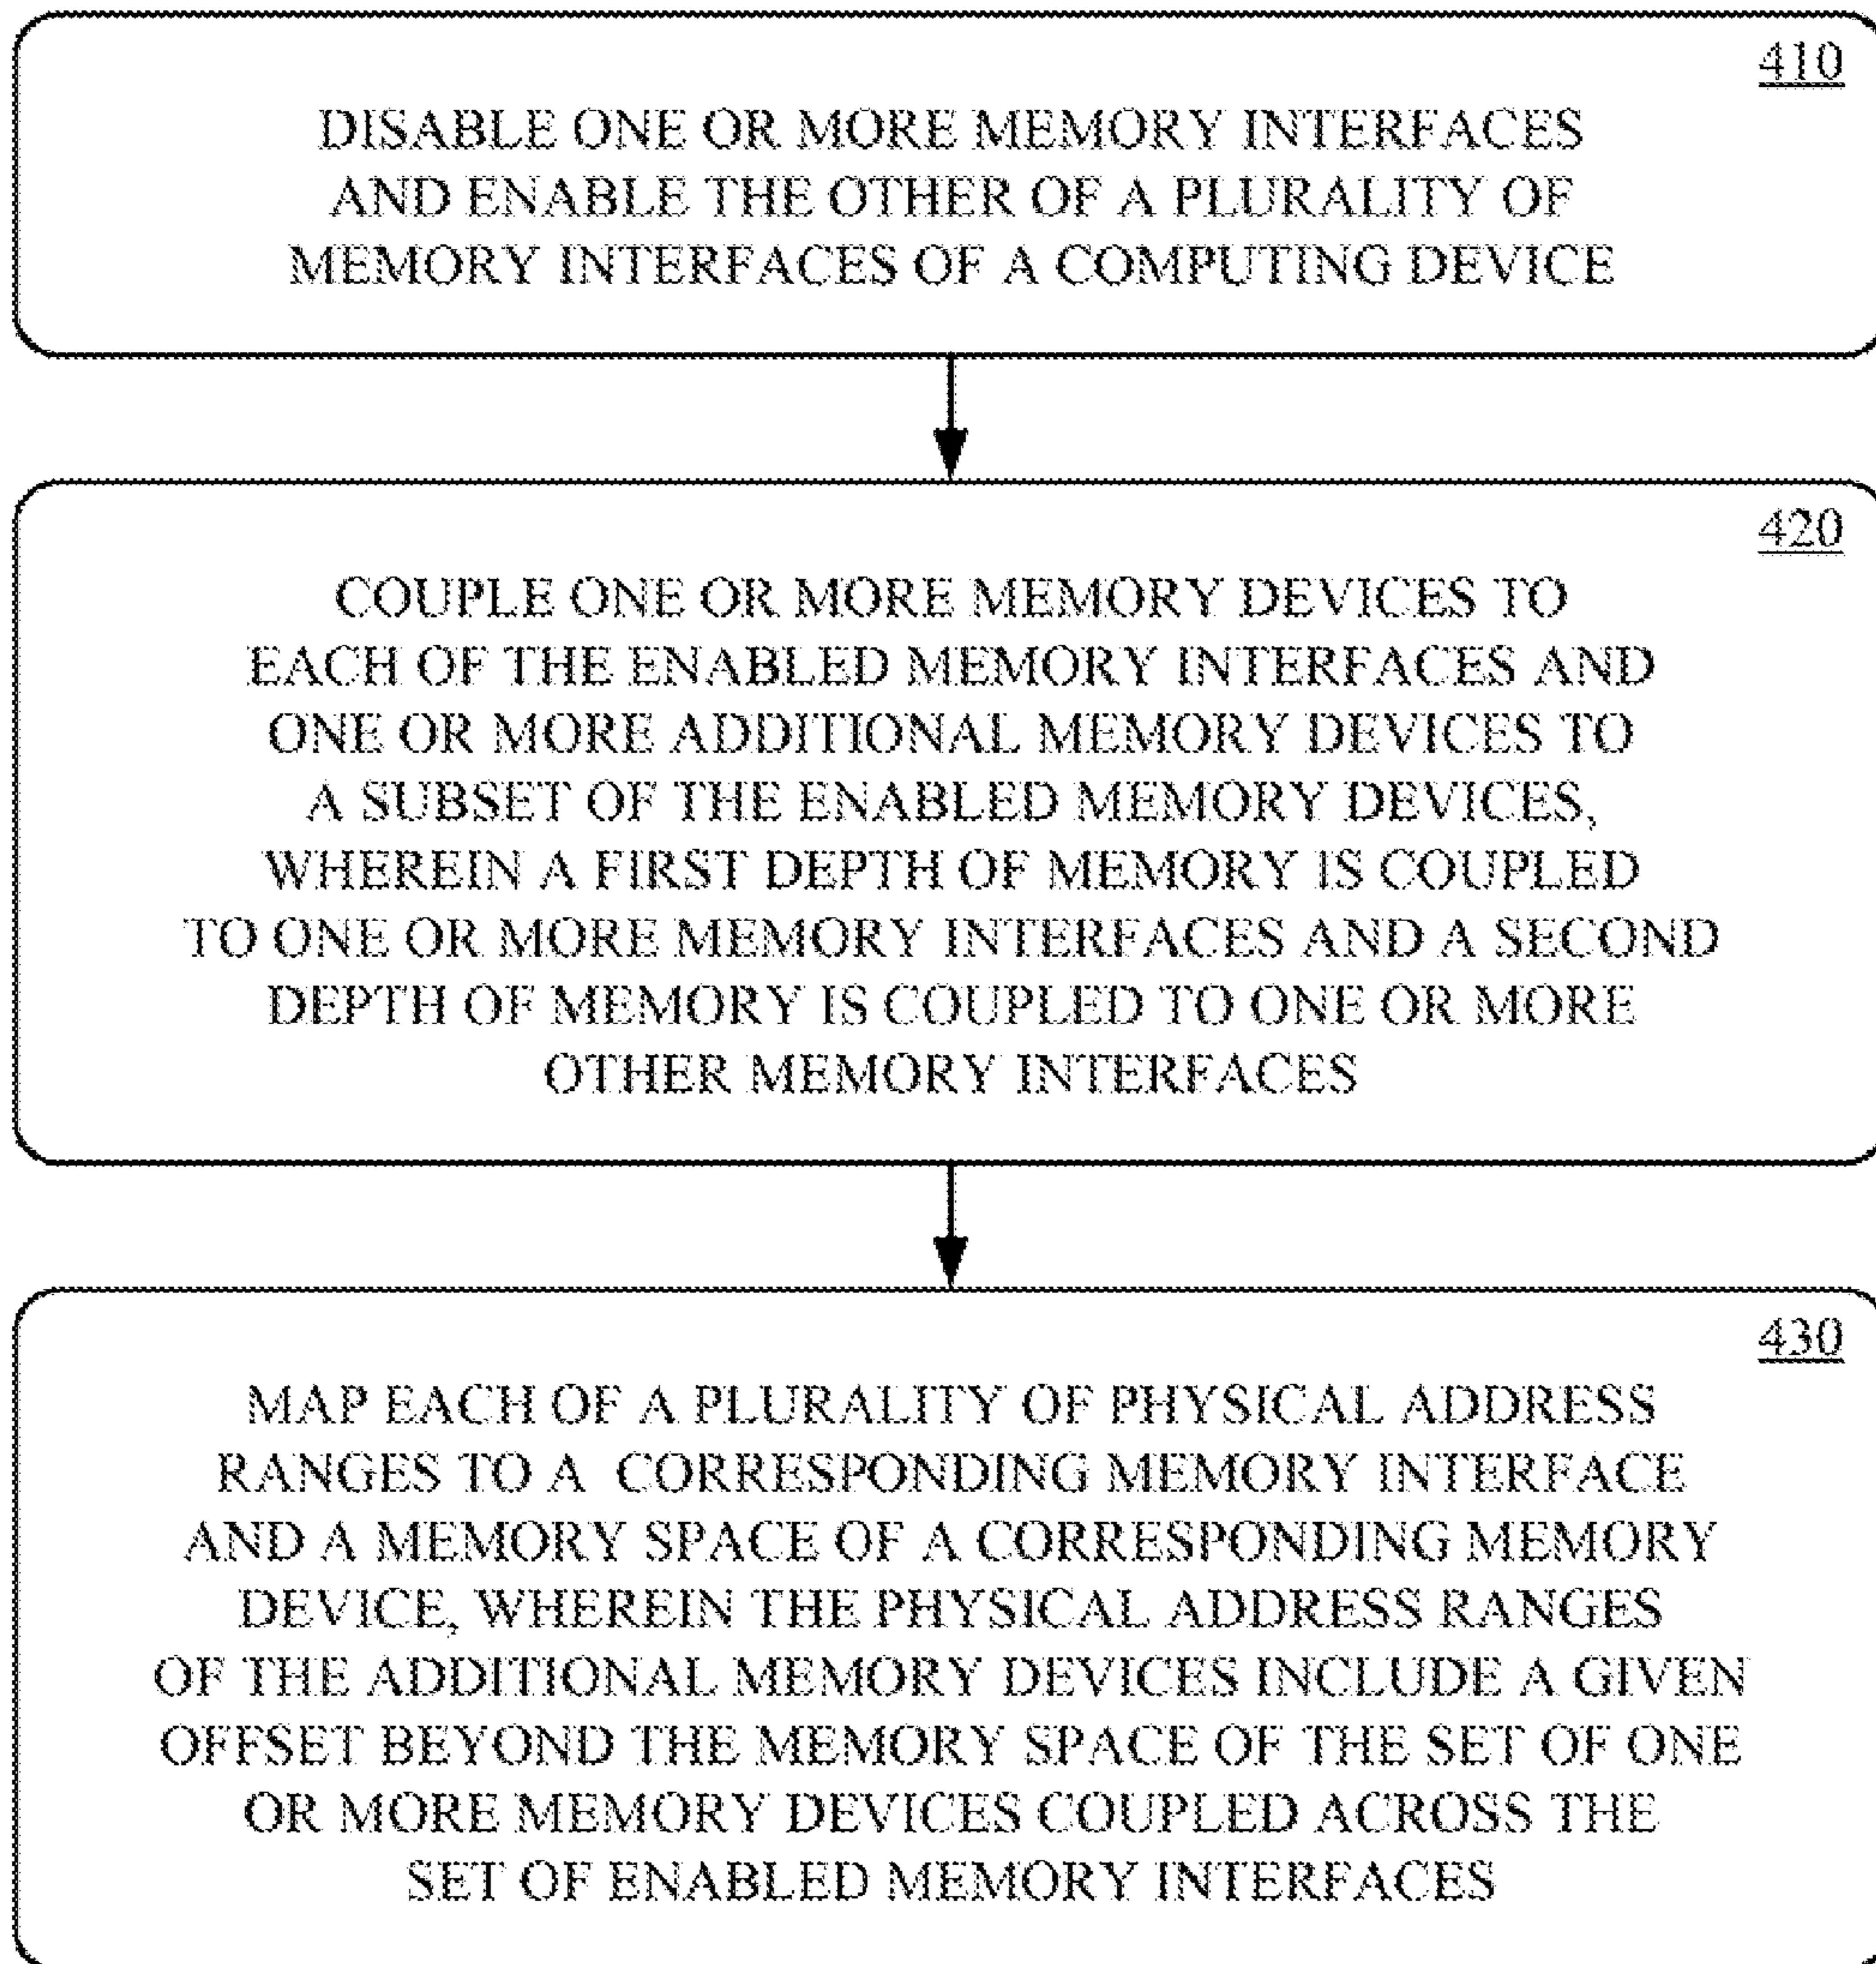 410
DISABLE ONE OR MORE MEMORY INTERFACES
AND ENABLE THE OTHER OF A PLURALITY OF
MEMORY INTERFACES OF A COMPUTING DEVICE
420
COUPLE ONE OR MORE MEMORY DEVICES TO
EACH OF THE ENABLED MEMORY INTERFACES AND
ONE OR MORE ADDITIONAL MEMORY DEVICES TO
A SUBSET OF THE ENABLED MEMORY DEVICES,
WHEREIN A FIRST DEPTH OF MEMORY IS COUPLED
TO ONE OR MORE MEMORY INTERFACES AND A SECOND
DEPTH OF MEMORY IS COUPLED TO ONE OR MORE
OTHER MEMORY INTERFACES
430
MAP EACH OF A PLURALITY OF PHYSICAL ADDRESS
RANGES TO A CORRESPONDING MEMORY INTERFACE
AND A MEMORY SPACE OF A CORRESPONDING MEMORY
DEVICE, WHEREIN THE PHYSICAL ADDRESS RANGES
OF THE ADDITIONAL MEMORY DEVICES INCLUDE A GIVEN
OFFSET BEYOND THE MEMORY SPACE OF THE SET OF ONE
OR MORE MEMORY DEVICES COUPLED ACROSS THE
SET OF ENABLED MEMORY INTERFACES